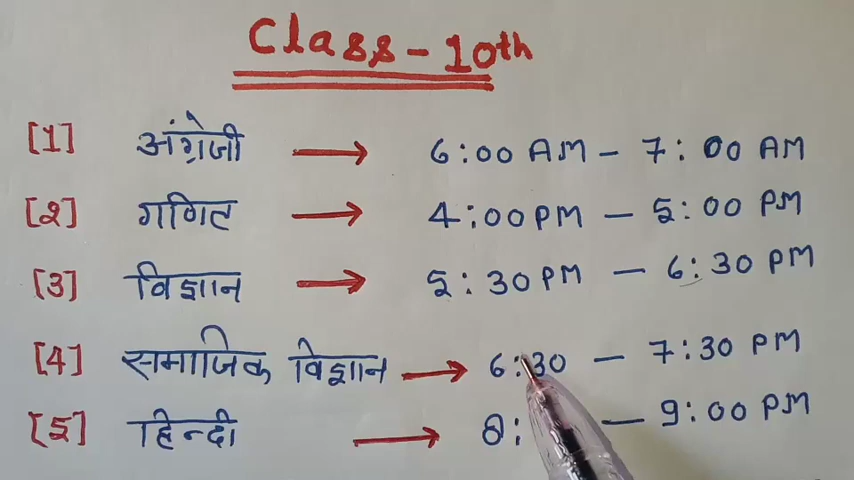 Class - 10th
[1] अंग्रेजी → 6:00 AM - 7:00 AM
[2] गणित → 4:00 PM - 5:00 PM
[3] विज्ञान → 5:30 PM - 6:30 PM
[4] समाजिक विज्ञान → 6:30 - 7:30 PM
[5] हिन्दी → 8: - 9:00 PM